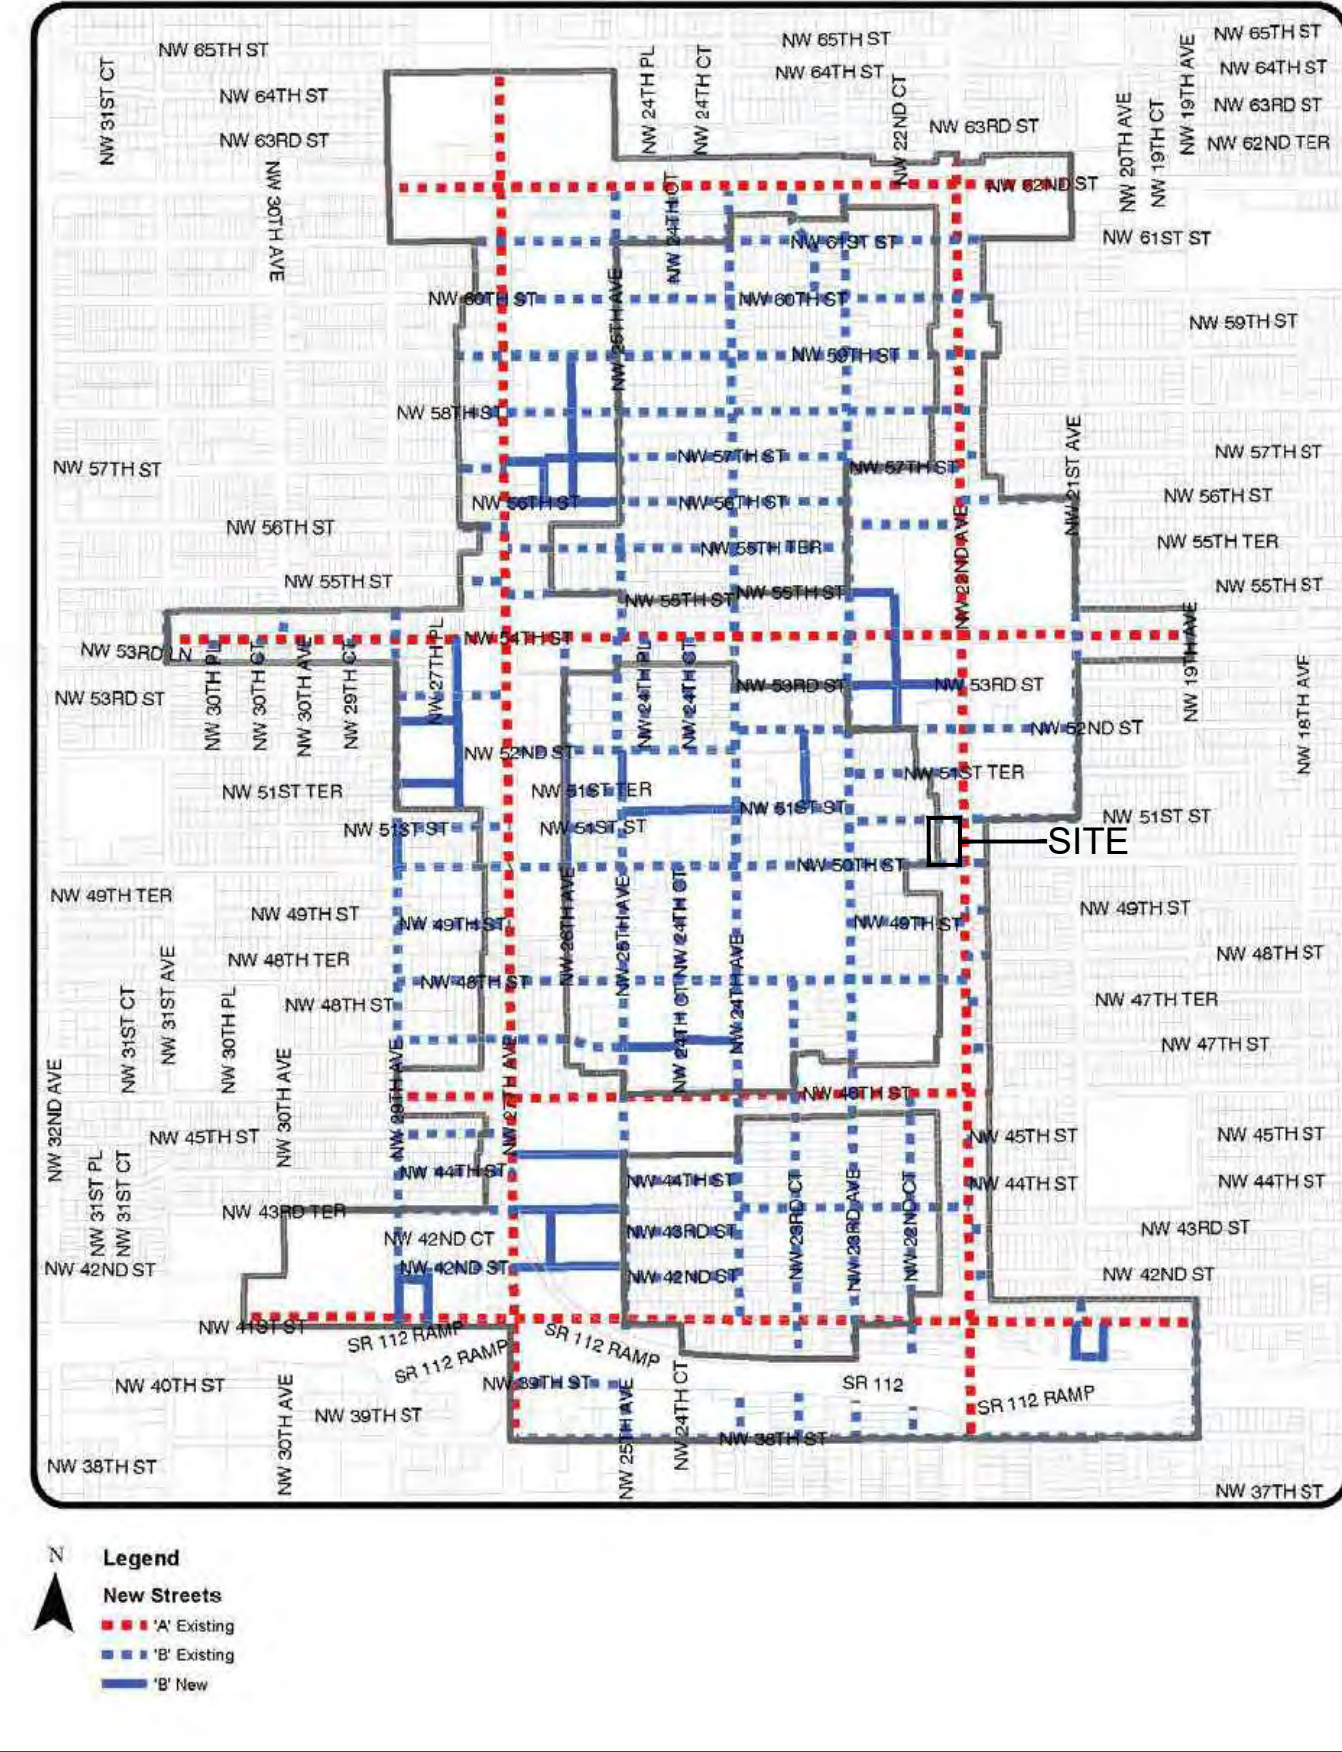 NW 65TH ST
NW 65TH ST
NW 65TH ST
NW 31ST CT
NW 24TH PL
NW 24TH CT
NW 64TH ST
NW 64TH ST
NW 19TH AVE
NW 64TH ST
NW 22ND CT
NW 64TH ST
NW 20TH AVE
NW 19TH CT
NW 63RD ST
NW 63RD ST
NW 63RD ST
NW 62ND TER
NW 30TH AVE
NW 24TH CT
NW 62ND ST
NW 61ST ST
NW 61ST ST
NW 60TH ST
NW 60TH ST
NW 25TH AVE
NW 59TH ST
NW 59TH ST
NW 58TH ST
NW 21ST AVE
NW 57TH ST
NW 57TH ST
NW 57TH ST
NW 57TH ST
NW 56TH ST
NW 56TH ST
NW 56TH ST
NW 56TH ST
NW 22ND AVE
NW 55TH TER
NW 55TH TER
NW 55TH ST
NW 55TH ST
NW 55TH ST
NW 55TH ST
NW 19TH AVE
NW 54TH ST
NW 53RD LN
NW 30TH PL
NW 30TH CT
NW 30TH AVE
NW 29TH CT
NW 27TH PL
NW 24TH PL
NW 24TH CT
NW 53RD ST
NW 53RD ST
NW 53RD ST
NW 18TH AVE
NW 52ND ST
NW 52ND ST
NW 51ST TER
NW 51ST TER
NW 51ST TER
NW 51ST ST
NW 51ST ST
NW 51ST ST
NW 51ST ST
SITE
NW 50TH ST
NW 49TH TER
NW 49TH ST
NW 49TH ST
NW 49TH ST
NW 49TH ST
NW 26TH AVE
NW 25TH AVE
NW 24TH CT
NW 24TH CT
NW 24TH AVE
NW 48TH TER
NW 48TH ST
NW 48TH ST
NW 48TH ST
NW 31ST CT
NW 31ST AVE
NW 30TH PL
NW 47TH TER
NW 47TH ST
NW 32ND AVE
NW 30TH AVE
NW 29TH AVE
NW 27TH AVE
NW 46TH ST
NW 45TH ST
NW 45TH ST
NW 45TH ST
NW 31ST PL
NW 31ST CT
NW 44TH ST
NW 44TH ST
NW 44TH ST
NW 44TH ST
NW 23RD CT
NW 23RD AVE
NW 22ND CT
NW 43RD TER
NW 43RD ST
NW 43RD ST
NW 42ND CT
NW 42ND ST
NW 42ND ST
NW 42ND ST
NW 42ND ST
NW 41ST ST
SR 112 RAMP
SR 112 RAMP
SR 112 RAMP
NW 40TH ST
NW 39TH ST
SR 112
SR 112 RAMP
NW 30TH AVE
NW 39TH ST
NW 25TH AVE
NW 24TH CT
NW 38TH ST
NW 38TH ST
NW 37TH ST
N
Legend
New Streets
'A' Existing
'B' Existing
'B' New